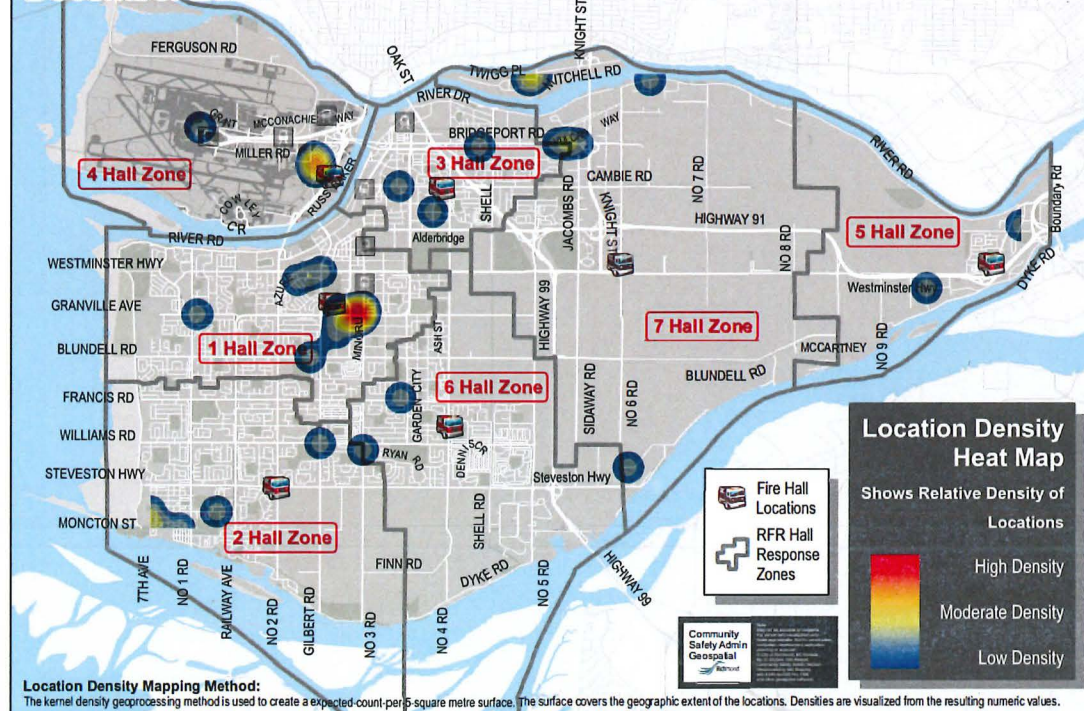 FERGUSON RD
OAK ST
KNIGHT ST
TWIGG PL
MITCHELL RD
RIVER DR
GRANT
MCCONACHIE WAY
BRIDGEPORT RD
WAY
MILLER RD
3 Hall Zone
RIVER RD
4 Hall Zone
CAMBIE RD
NO 7 RD
SHELL
JACOMBS RD
KNIGHT ST
HIGHWAY 91
Boundary Rd
COWLEY CR
RIVER RD
Alderbridge
NO 8 RD
5 Hall Zone
WESTMINSTER HWY
DYKE RD
Westminster Hwy
GRANVILLE AVE
HIGHWAY 99
7 Hall Zone
MINORU
ASH ST
BLUNDELL RD
1 Hall Zone
MCCARTNEY
NO 9 RD
6 Hall Zone
BLUNDELL RD
FRANCIS RD
GARDEN CITY
SIDAWAY RD
NO 6 RD
WILLIAMS RD
RYAN RD
DENNIS CR
STEVESTON HWY
Steveston Hwy
MONCTON ST
2 Hall Zone
SHELL RD
FINN RD
DYKE RD
HIGHWAY 99
7TH AVE
NO 1 RD
RAILWAY AVE
NO 2 RD
GILBERT RD
NO 3 RD
NO 4 RD
NO 5 RD
Fire Hall
Locations
RFR Hall
Response
Zones
Location Density
Heat Map
Shows Relative Density of
Locations
High Density
Moderate Density
Low Density
Community
Safety Admin
Geospatial
Richmond
Location Density Mapping Method:
The kernel density geoprocessing method is used to create a expected-count-per-5-square metre surface. The surface covers the geographic extent of the locations. Densities are visualized from the resulting numeric values.